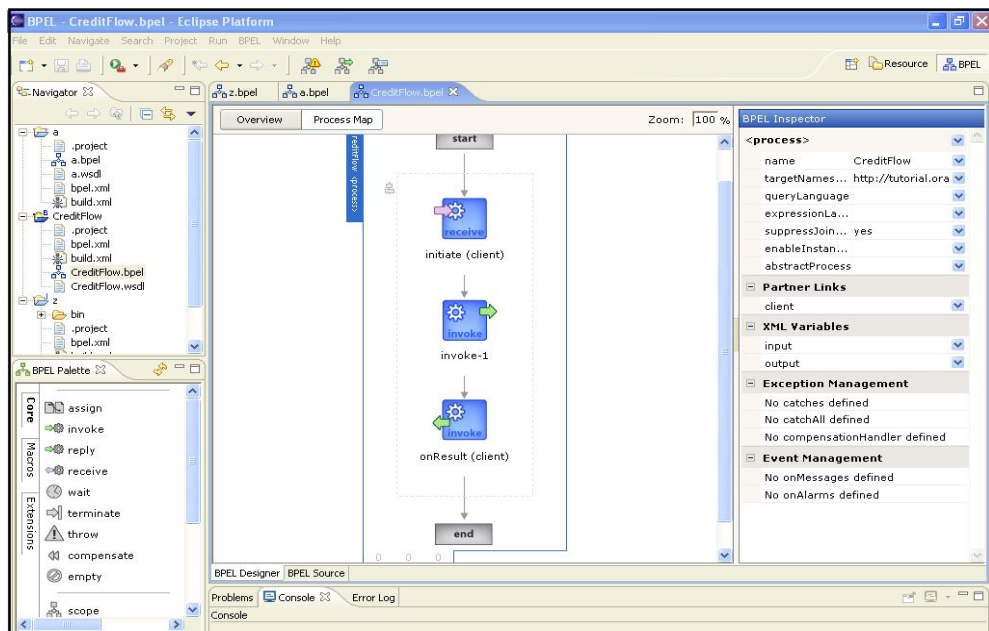 BPEL - CreditFlow.bpel - Eclipse Platform
File Edit Navigate Search Project Run BPEL Window Help
Resource BPEL
Navigator
a
.project
a.bpel
a.wsdl
bpel.xml
build.xml
CreditFlow
.project
bpel.xml
build.xml
CreditFlow.bpel
CreditFlow.wsdl
z
bin
.project
bpel.xml
BPEL Palette
Core
Macros
Extensions
assign
invoke
reply
receive
wait
terminate
throw
compensate
empty
scope
z.bpel a.bpel CreditFlow.bpel
Overview Process Map Zoom: 100 %
reditFlow <process>
start
receive
initiate (client)
invoke
invoke-1
invoke
onResult (client)
end
0 0 0
BPEL Designer BPEL Source
BPEL Inspector
<process>
name CreditFlow
targetNames... http://tutorial.ora
queryLanguage
expressionLa...
suppressJoin... yes
enableInstan...
abstractProcess
Partner Links
client
XML Variables
input
output
Exception Management
No catches defined
No catchAll defined
No compensationHandler defined
Event Management
No onMessages defined
No onAlarms defined
Problems Console Error Log
Console